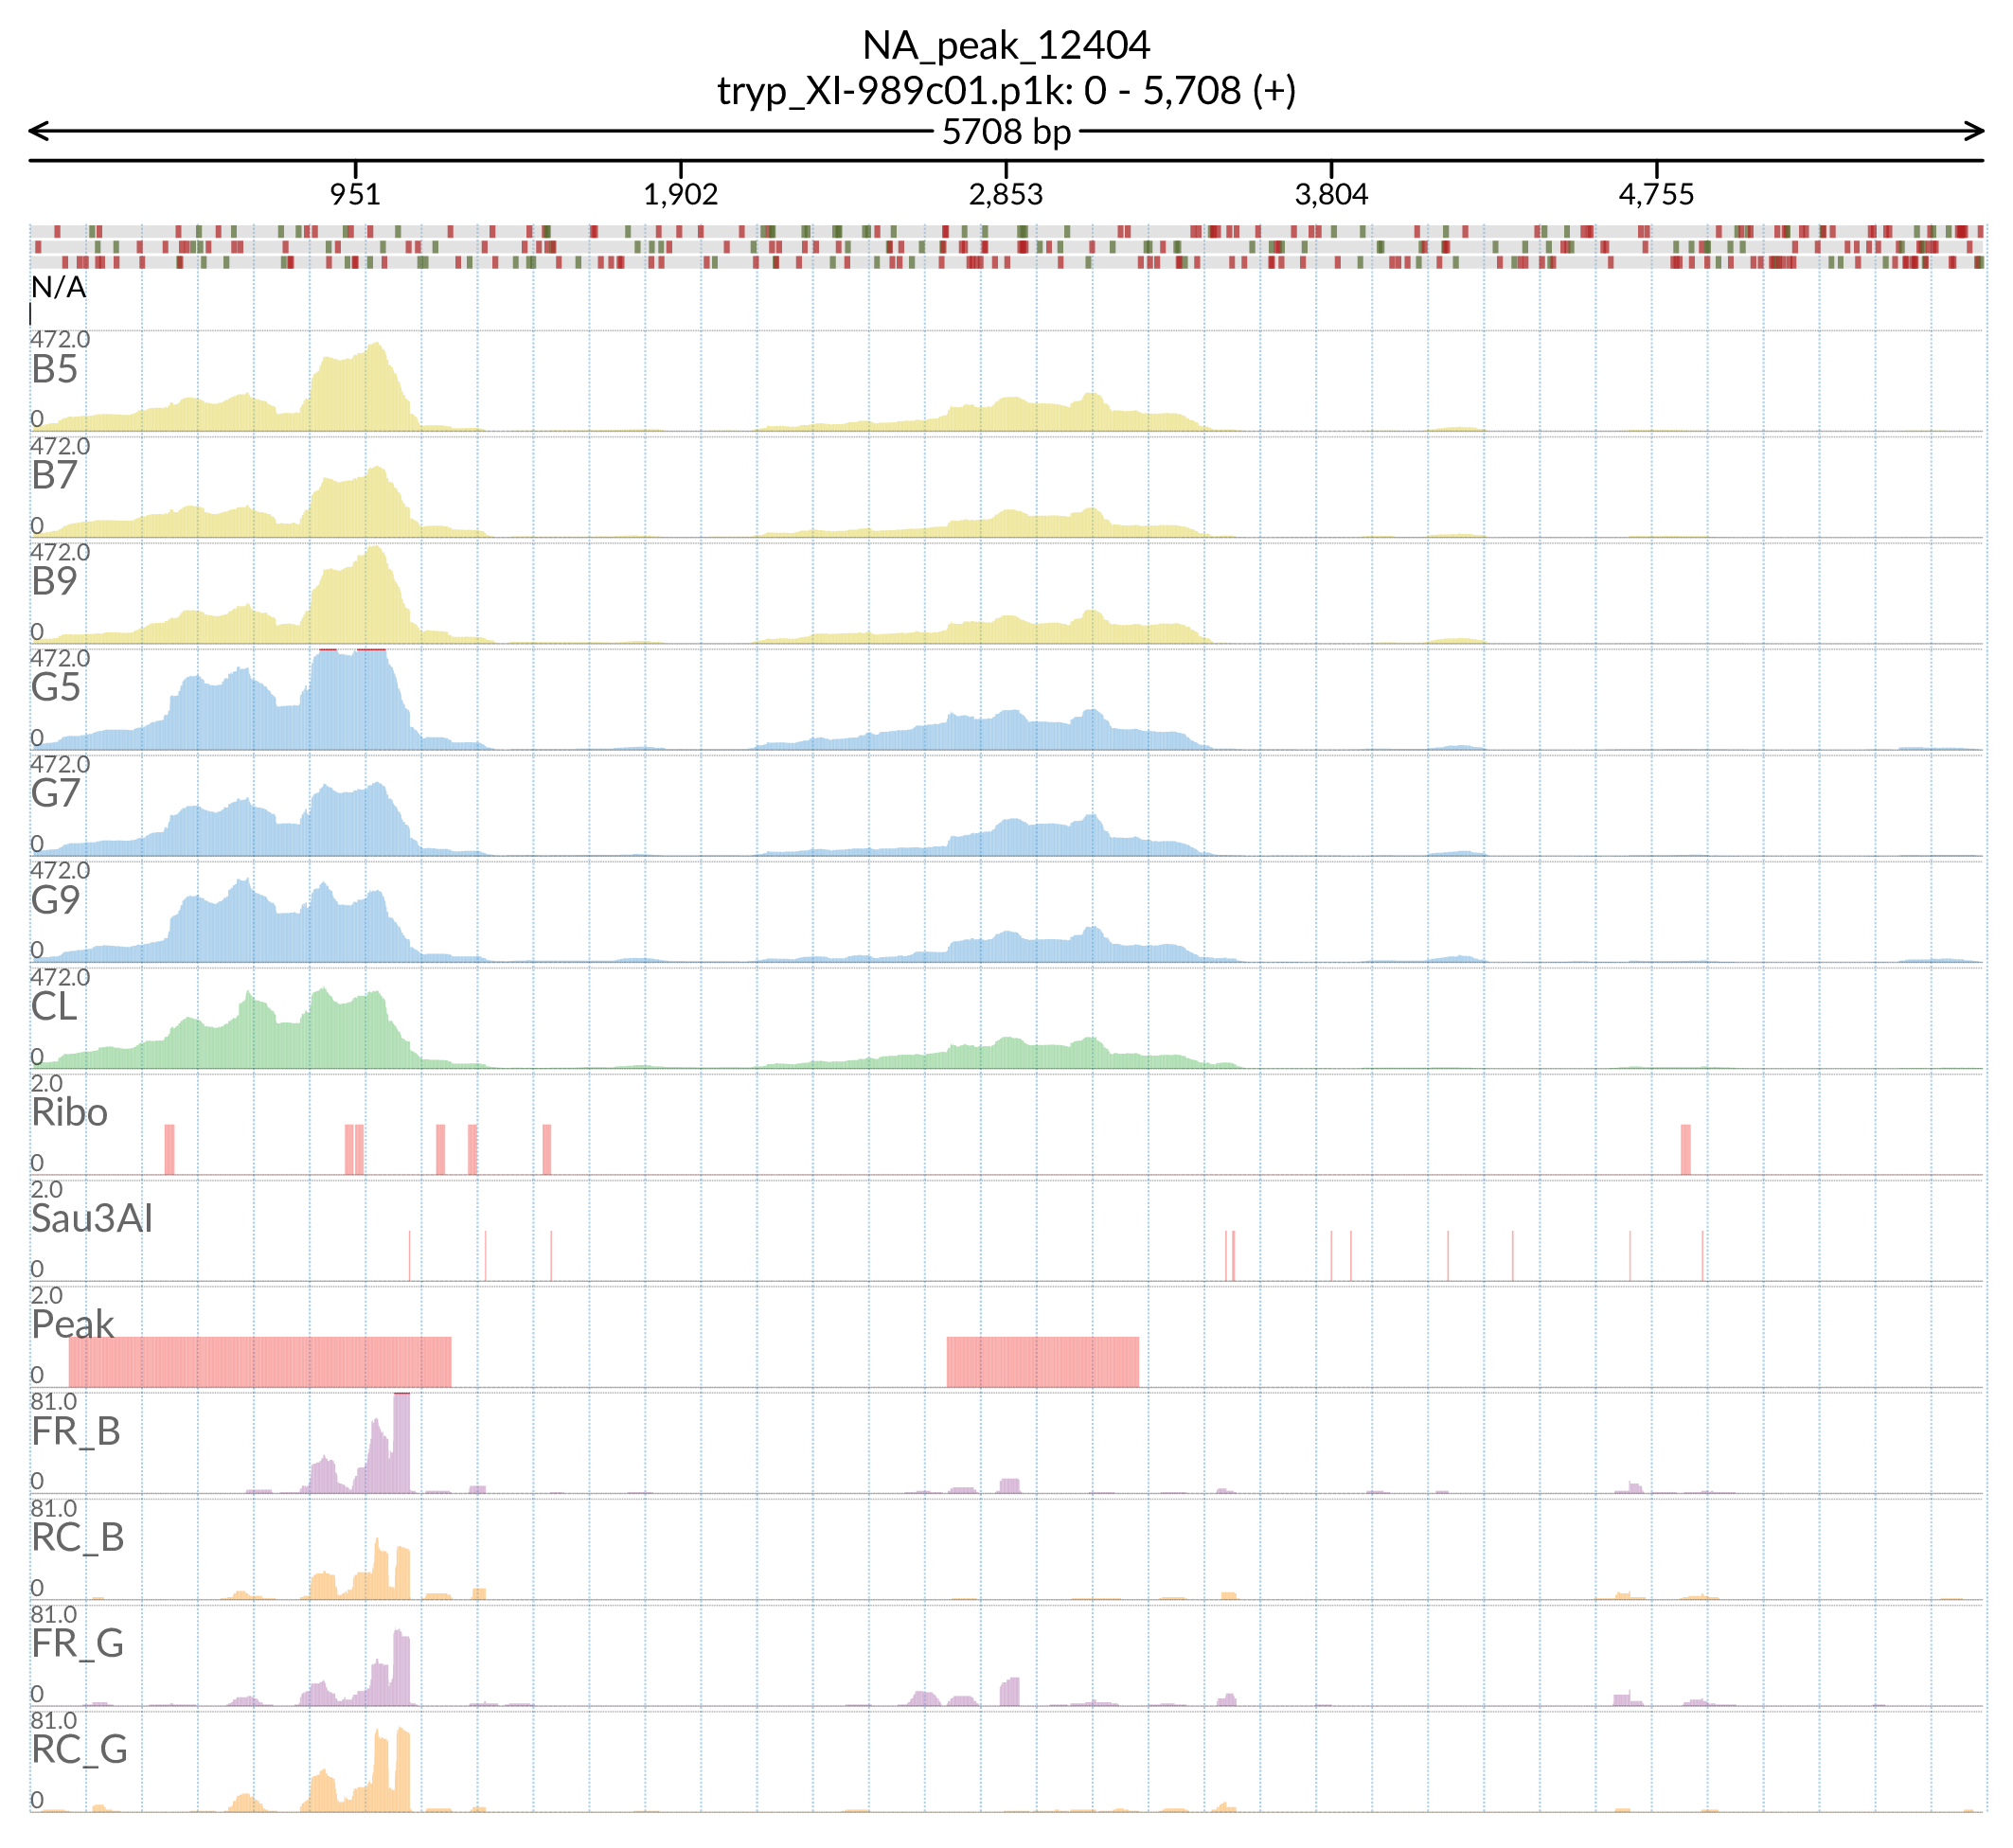 NA_peak_12404
tryp_XI-989c01.p1k: 0 - 5,708 (+)
5708 bp
951 1,902 2,853 3,804 4,755
N/A
472.0
B5
0
472.0
B7
0
472.0
B9
0
472.0
G5
0
472.0
G7
0
472.0
G9
0
472.0
CL
0
2.0
Ribo
0
2.0
Sau3AI
0
2.0
Peak
0
81.0
FR_B
0
81.0
RC_B
0
81.0
FR_G
0
81.0
RC_G
0